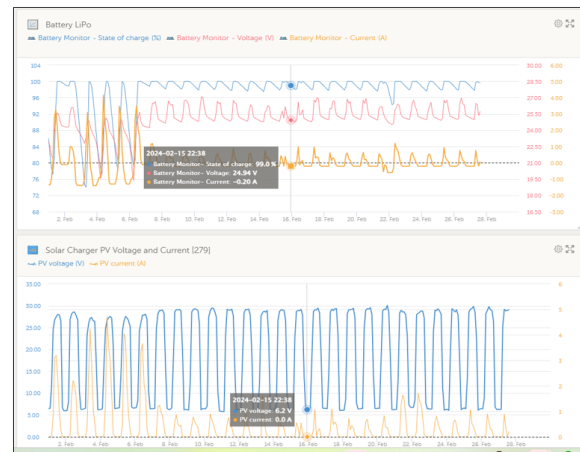 Battery LiPo
Battery Monitor – State of charge (%) Battery Monitor – Voltage (V) Battery Monitor – Current (A)
104 30.00 6.00
100 28.50 5.00
96 27.00 4.00
92 25.50 3.00
88 24.00 2.00
84 22.50 1.00
80 21.00 0.00
76 19.50 -1.00
72 18.00 -2.00
68 16.50 -3.00
2024-02-15 22:38
Battery Monitor– State of charge: 99.0 %
Battery Monitor– Voltage: 24.94 V
Battery Monitor– Current: -0.20 A
2. Feb 4. Feb 6. Feb 8. Feb 10. Feb 12. Feb 14. Feb 16. Feb 18. Feb 20. Feb 22. Feb 24. Feb 26. Feb 28. Feb
Solar Charger PV Voltage and Current [279]
PV voltage (V) PV current (A)
35.00 6
30.00 5
25.00 4
20.00 3
15.00
10.00 2
5.00 1
0.00 0
2024-02-15 22:38
PV voltage: 6.2 V
PV current: 0.0 A
2. Feb 4. Feb 6. Feb 8. Feb 10. Feb 12. Feb 14. Feb 16. Feb 18. Feb 20. Feb 22. Feb 24. Feb 26. Feb 28. Feb